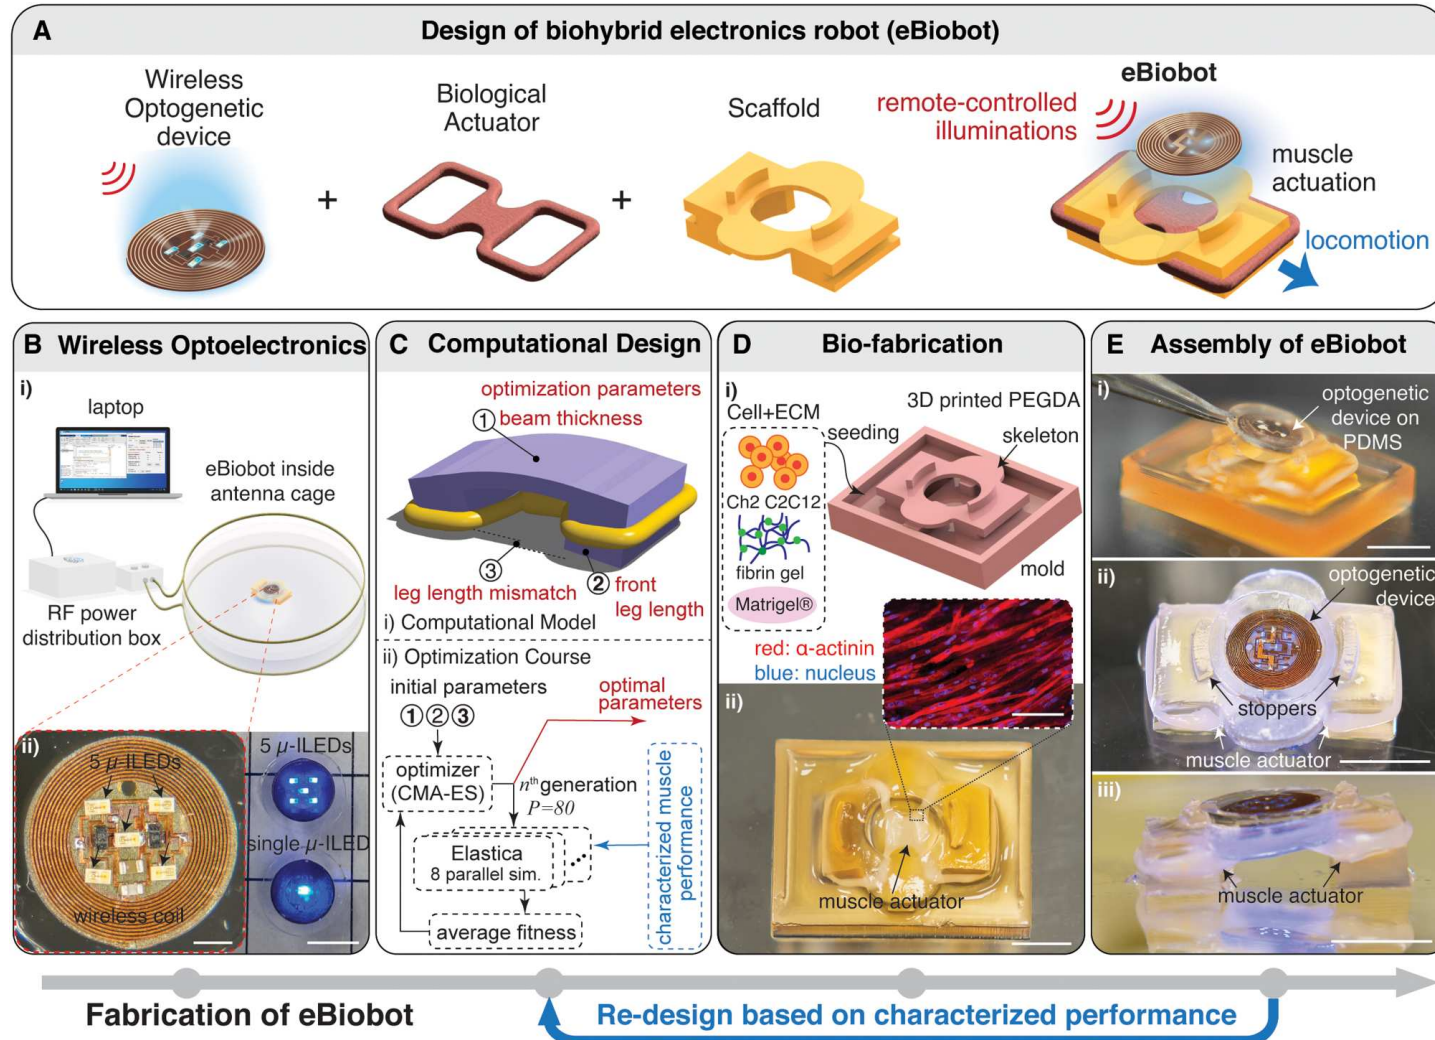 A
Design of biohybrid electronics robot (eBiobot)
Wireless
Optogenetic
device
+
Biological
Actuator
+
Scaffold
eBiobot
remote-controlled
illuminations
muscle
actuation
locomotion
B Wireless Optoelectronics
i)
laptop
eBiobot inside
antenna cage
RF power
distribution box
ii)
5 μ-ILEDs
wireless coil
5 μ-ILEDs
single μ-ILED
C Computational Design
optimization parameters
① beam thickness
③
leg length mismatch
② front
leg length
i) Computational Model
ii) Optimization Course
initial parameters
①②③
optimal
parameters
optimizer
(CMA-ES)
nth generation
P=80
Elastica
8 parallel sim.
average fitness
characterized muscle
performance
D Bio-fabrication
i)
Cell+ECM
Ch2 C2C12
fibrin gel
Matrigel®
seeding
3D printed PEGDA
skeleton
mold
red: α-actinin
blue: nucleus
ii)
muscle actuator
E Assembly of eBiobot
i)
optogenetic
device on
PDMS
ii)
optogenetic
device
stoppers
muscle actuator
iii)
muscle actuator
Fabrication of eBiobot
Re-design based on characterized performance